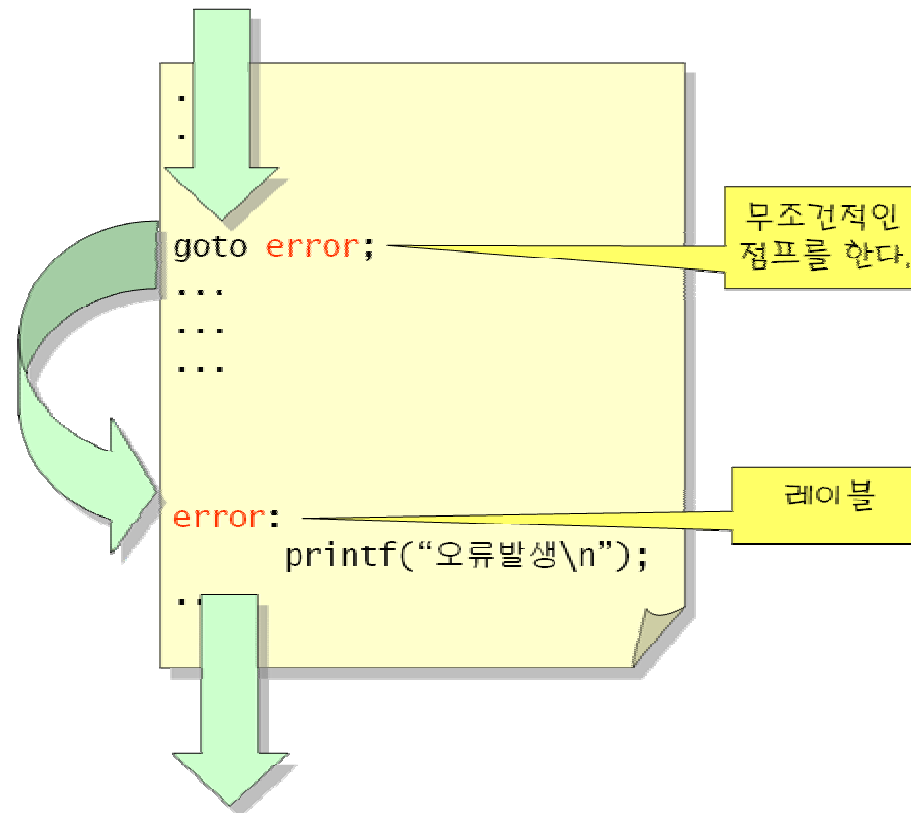 .
.
goto error;
무조건적인
점프를 한다.
...
...
...
error:
레이블
printf(“오류발생\n”);
..